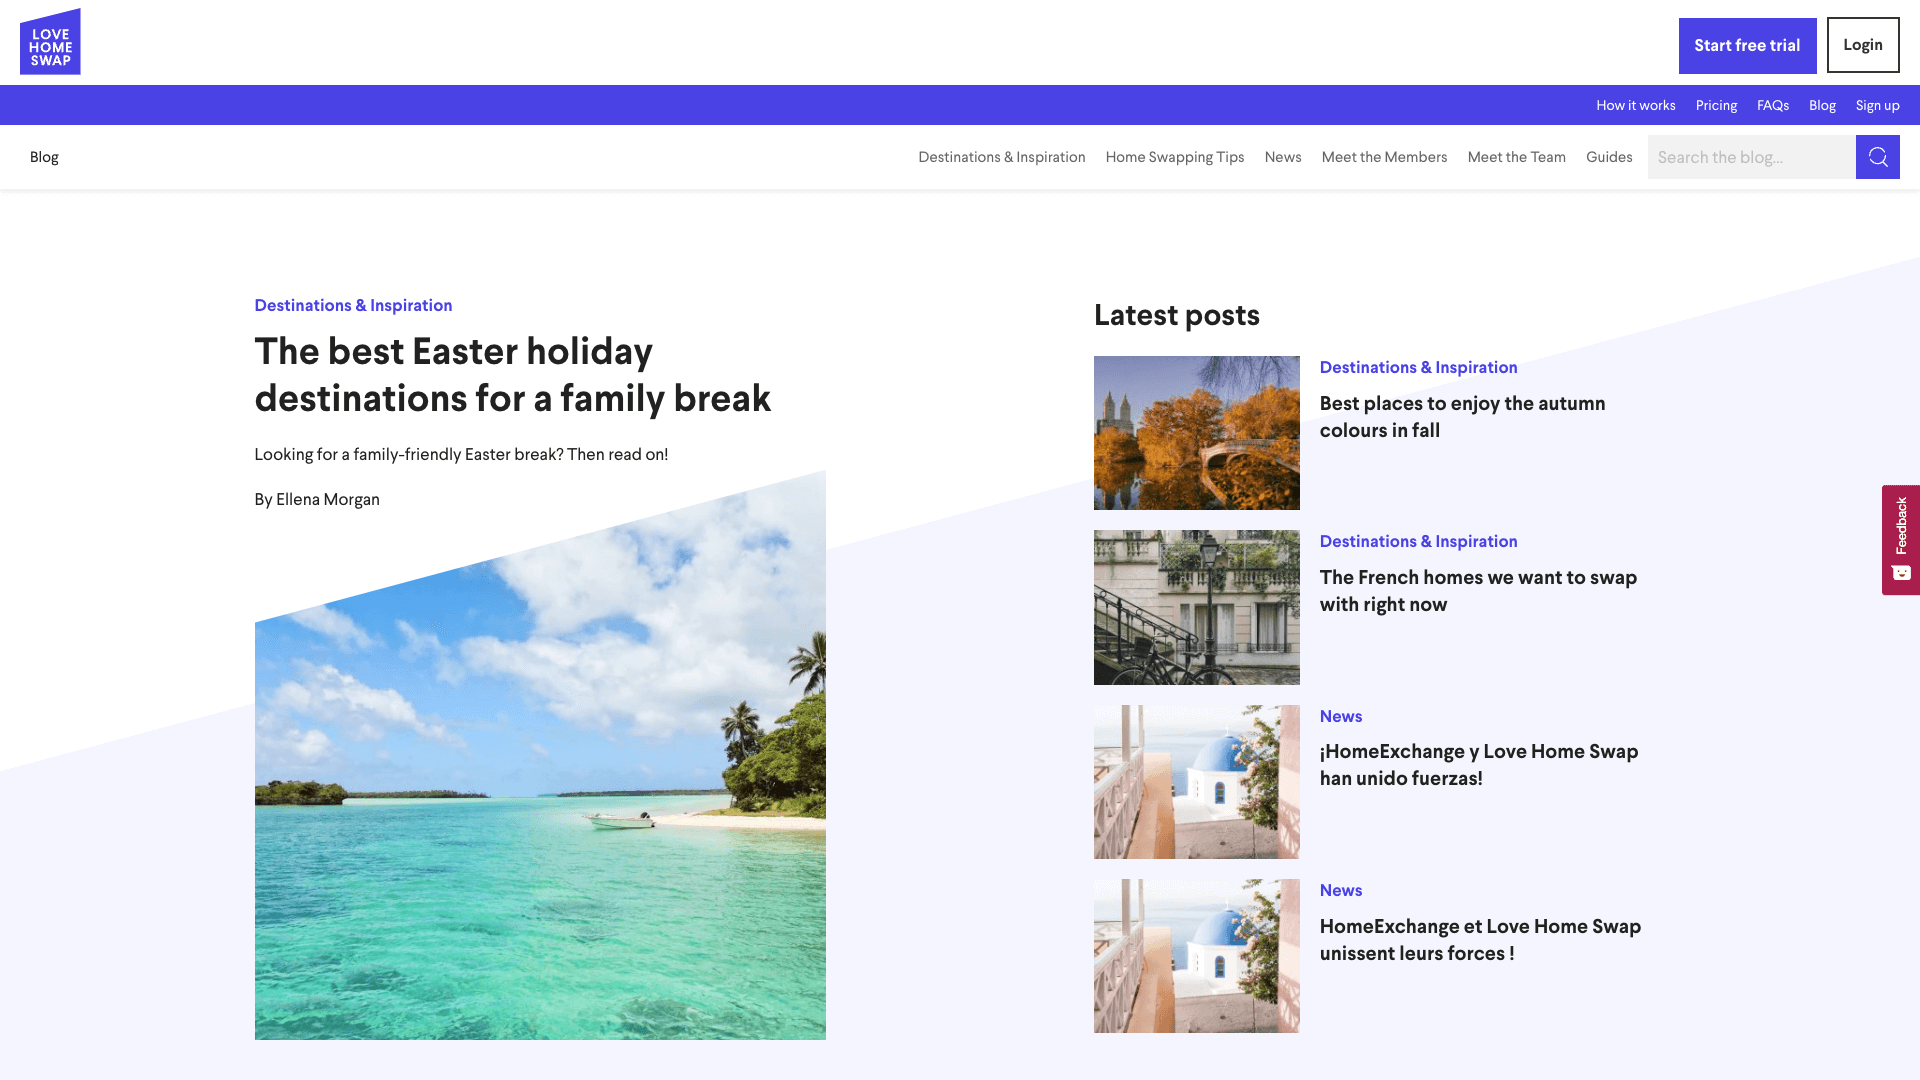 LOVE
HOME
SWAP
Start free trial
Login
How it works
Pricing
FAQs
Blog
Sign up
Blog
Destinations & Inspiration
Home Swapping Tips
News
Meet the Members
Meet the Team
Guides
Search the blog...
Destinations & Inspiration
The best Easter holiday
destinations for a family break
Looking for a family-friendly Easter break? Then read on!
By Ellena Morgan
Latest posts
Destinations & Inspiration
Best places to enjoy the autumn
colours in fall
Destinations & Inspiration
The French homes we want to swap
with right now
News
¡HomeExchange y Love Home Swap
han unido fuerzas!
News
HomeExchange et Love Home Swap
unissent leurs forces !
Feedback